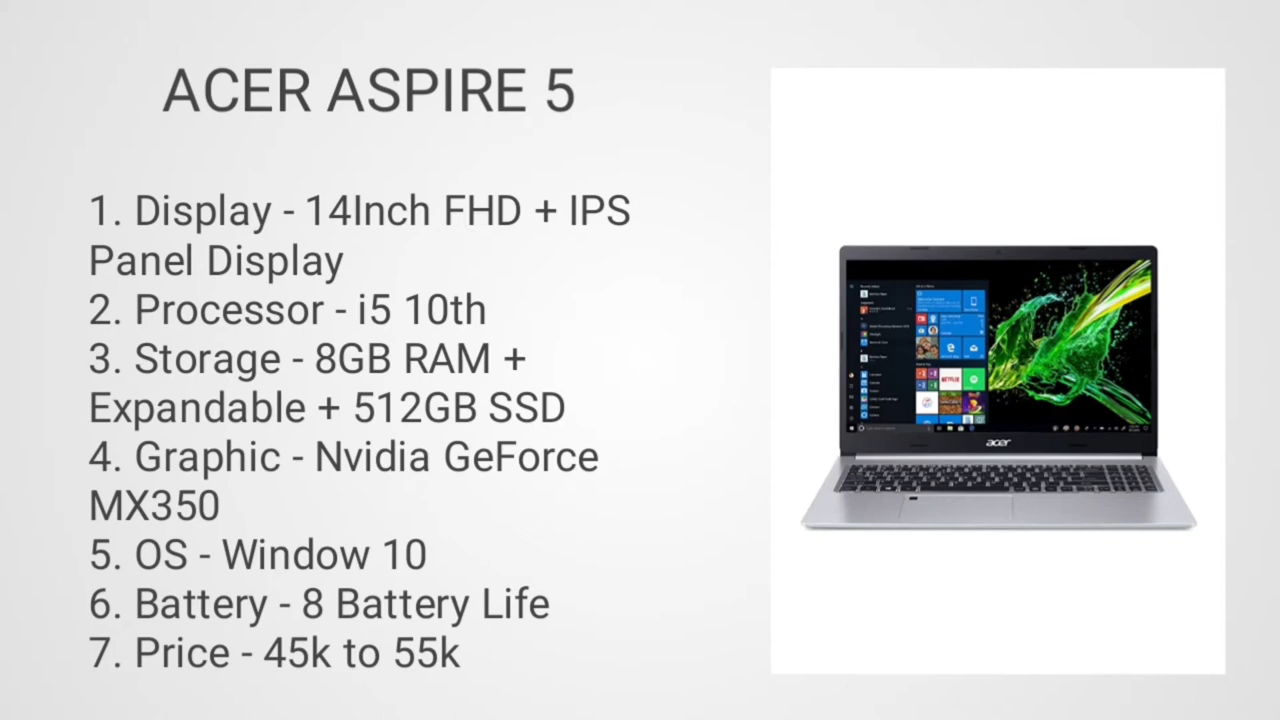 ACER ASPIRE 5
1. Display - 14Inch FHD + IPS
Panel Display
2. Processor - i5 10th
3. Storage - 8GB RAM +
Expandable + 512GB SSD
4. Graphic - Nvidia GeForce
MX350
5. OS - Window 10
6. Battery - 8 Battery Life
7. Price - 45k to 55k
NETFLIX
acer